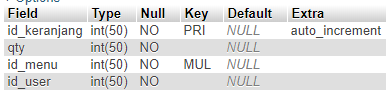 Field Type Null Key Default Extra
id_keranjang int(50) NO PRI NULL auto_increment
qty int(50) NO NULL
id_menu int(50) NO MUL NULL
id_user int(50) NO NULL